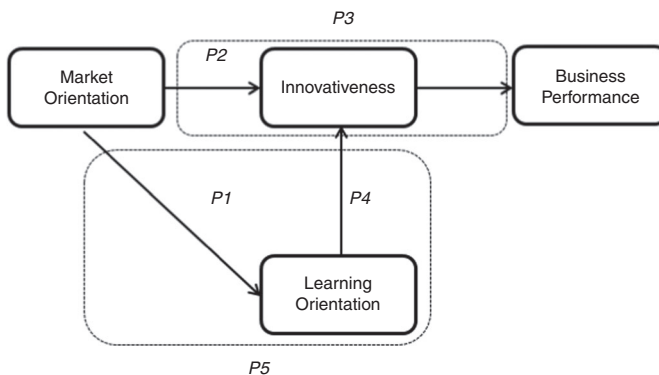 P3
P2
Market
Orientation
Innovativeness
Business
Performance
P1
P4
Learning
Orientation
P5